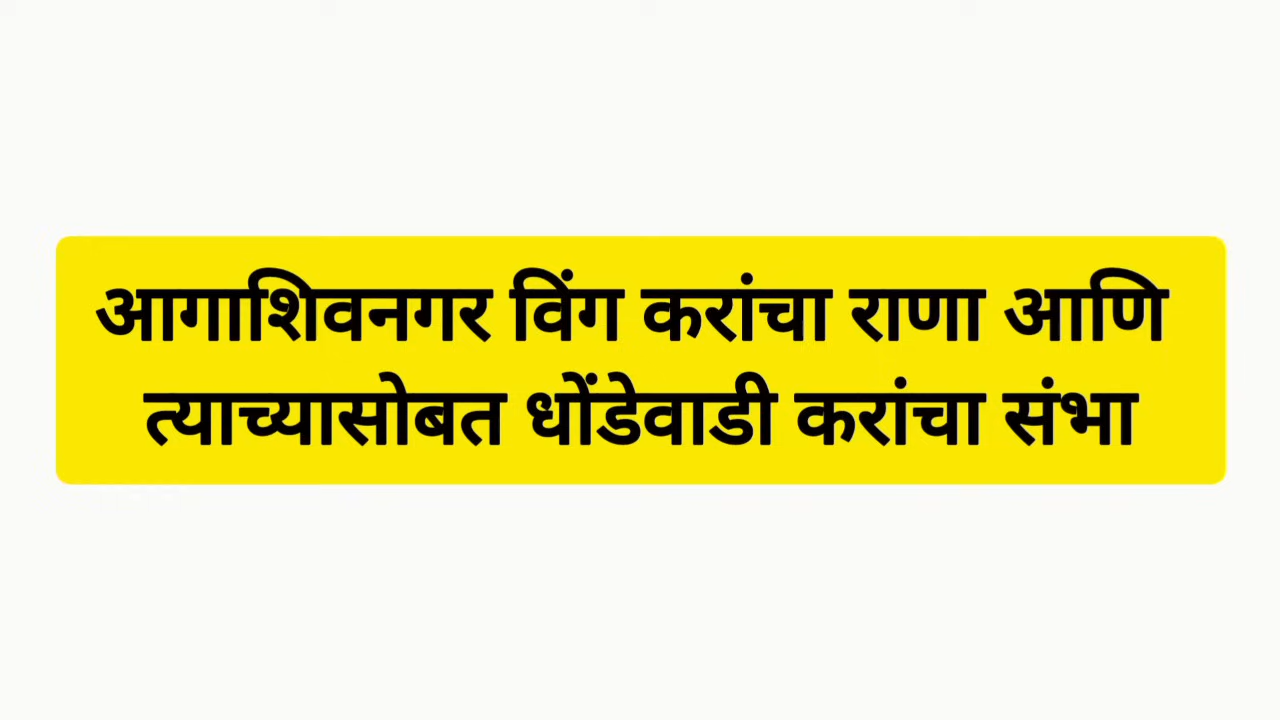 आगाशिवनगर विंग करांचा राणा आणि
त्याच्यासोबत धोंडेवाडी करांचा संभा